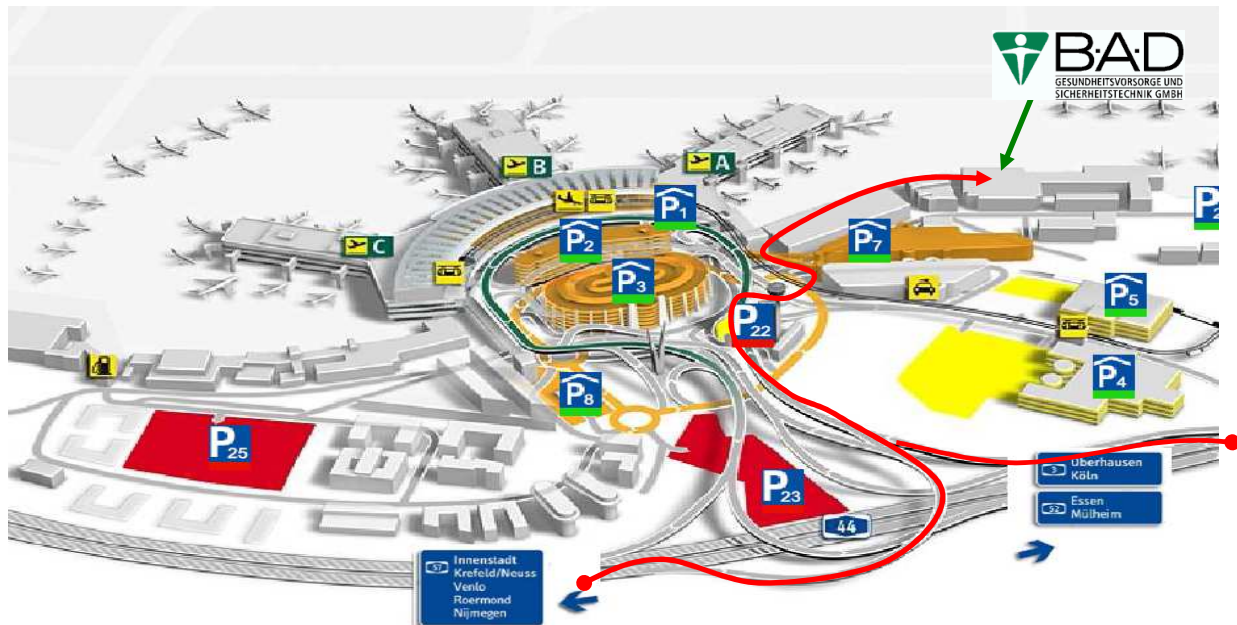 B·A·D
GESUNDHEITSVORSORGE UND
SICHERHEITSTECHNIK GMBH
B
A
C
P1
P2
P7
P3
P5
P22
P4
P8
P25
P23
44
3
Oberhausen
Köln
52
Essen
Mülheim
57
Innenstadt
Krefeld/Neuss
Venlo
Roermond
Nijmegen